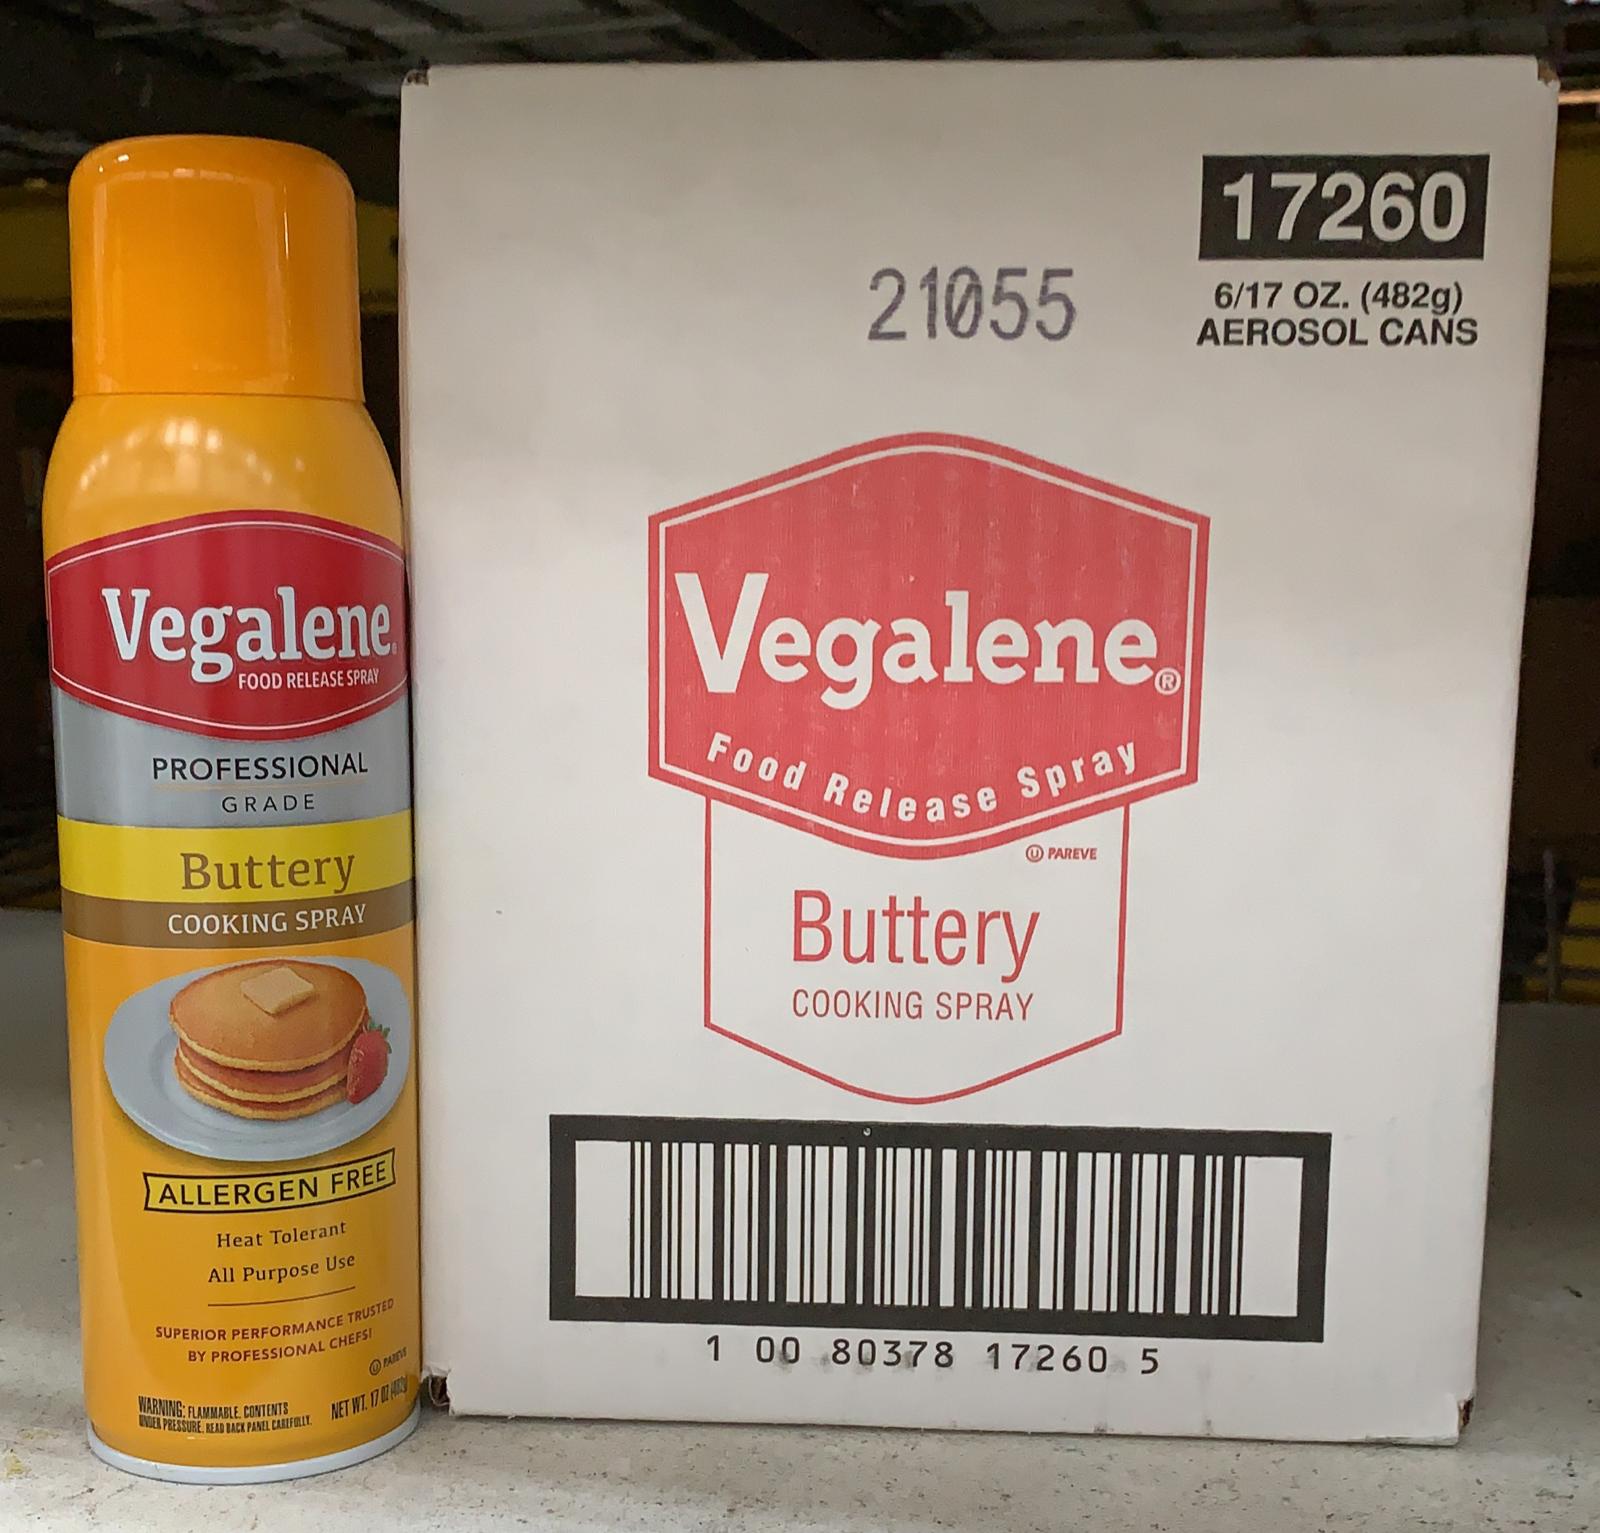 Vegalene®
FOOD RELEASE SPRAY
PROFESSIONAL
GRADE
Buttery
COOKING SPRAY
ALLERGEN FREE
Heat Tolerant
All Purpose Use
SUPERIOR PERFORMANCE TRUSTED
BY PROFESSIONAL CHEFS!
Ⓤ PAREVE
WARNING: FLAMMABLE. CONTENTS
UNDER PRESSURE. READ BACK PANEL CAREFULLY.
NET WT. 17 OZ (482g)
17260
6/17 OZ. (482g)
AEROSOL CANS
21055
Vegalene®
Food Release Spray
Ⓤ PAREVE
Buttery
COOKING SPRAY
1 00 80378 17260 5